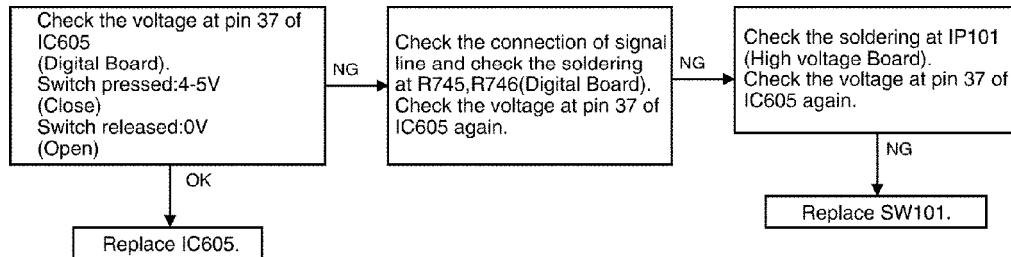 Check the voltage at pin 37 of
IC605
(Digital Board).
Switch pressed:4-5V
(Close)
Switch released:0V
(Open)
NG
Check the connection of signal
line and check the soldering
at R745,R746(Digital Board).
Check the voltage at pin 37 of
IC605 again.
NG
Check the soldering at IP101
(High voltage Board).
Check the voltage at pin 37 of
IC605 again.
OK
Replace IC605.
NG
Replace SW101.